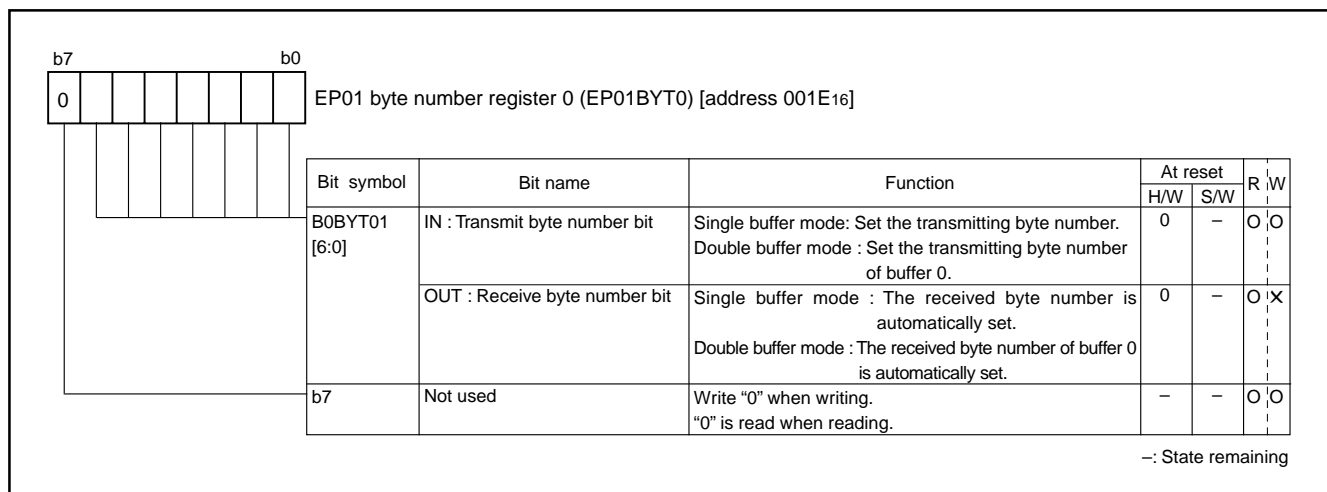 b7 b0
0
EP01 byte number register 0 (EP01BYT0) [address 001E16]
Bit symbol Bit name Function At reset R W
H/W S/W
B0BYT01 IN : Transmit byte number bit Single buffer mode: Set the transmitting byte number. 0 – O O
[6:0] Double buffer mode : Set the transmitting byte number
of buffer 0.
OUT : Receive byte number bit Single buffer mode : The received byte number is 0 – O ×
automatically set.
Double buffer mode : The received byte number of buffer 0
is automatically set.
b7 Not used Write “0” when writing. – – O O
“0” is read when reading.
–: State remaining